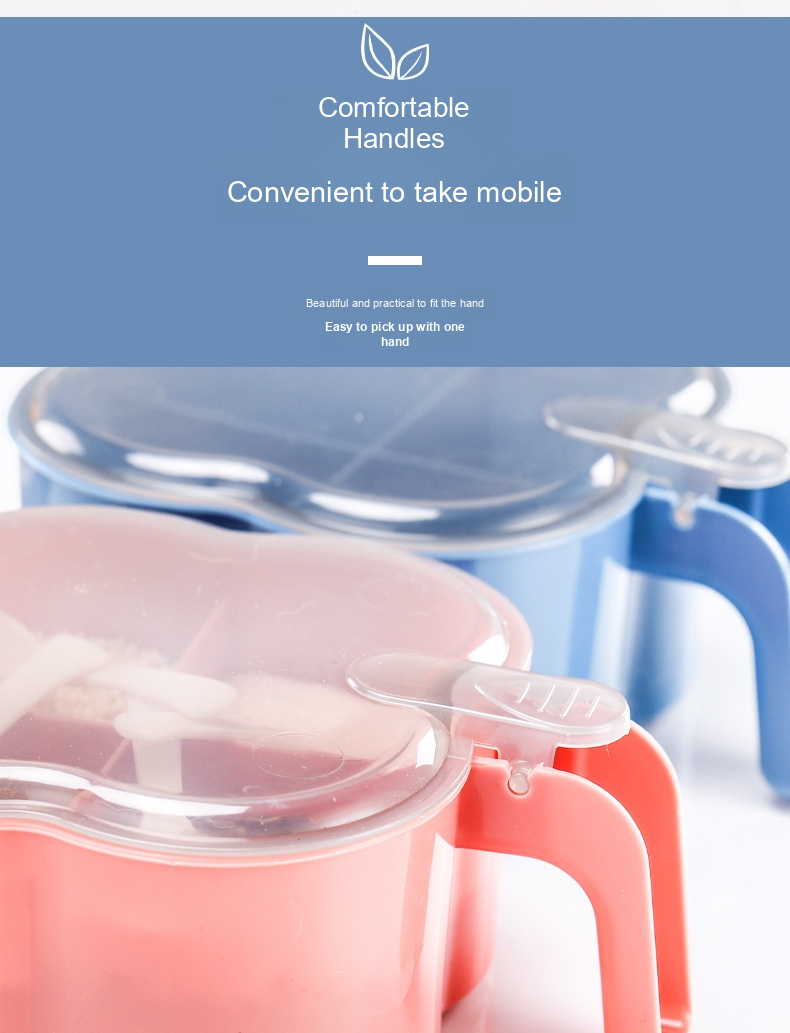 Comfortable
Handles
Convenient to take mobile
Beautiful and practical to fit the hand
Easy to pick up with one
hand